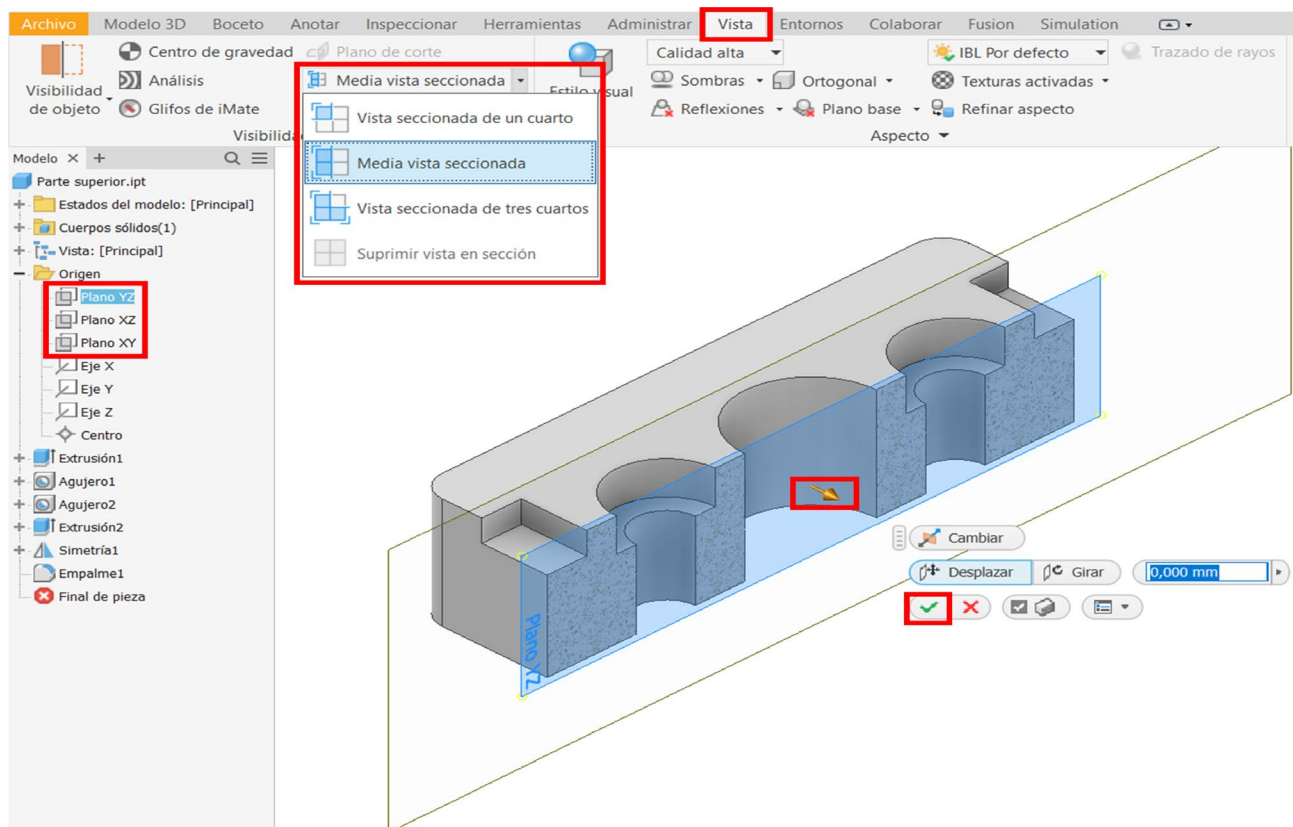 Archivo Modelo 3D Boceto Anotar Inspeccionar Herramientas Administrar Vista Entornos Colaborar Fusion Simulation
Visibilidad de objeto
Centro de gravedad
Análisis
Glifos de iMate
Plano de corte
Media vista seccionada
Vista seccionada de un cuarto
Media vista seccionada
Vista seccionada de tres cuartos
Suprimir vista en sección
Calidad alta
Sombras
Ortogonal
Reflexiones
Plano base
IBL Por defecto
Trazado de rayos
Texturas activadas
Refinar aspecto
Aspecto
Modelo × +
Parte superior.ipt
Estados del modelo: [Principal]
Cuerpos sólidos(1)
Vista: [Principal]
Origen
Plano YZ
Plano XZ
Plano XY
Eje X
Eje Y
Eje Z
Centro
Extrusión1
Agujero1
Agujero2
Extrusión2
Simetría1
Empalme1
Final de pieza
Plano XZ
Cambiar
Desplazar Girar 0,000 mm